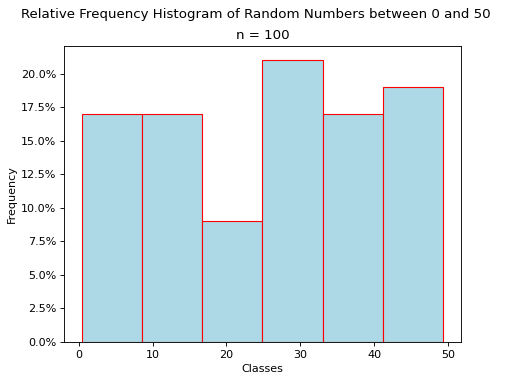 Relative Frequency Histogram of Random Numbers between 0 and 50
n = 100
20.0%
17.5%
15.0%
12.5%
10.0%
7.5%
5.0%
2.5%
0.0%
Frequency
0 10 20 30 40 50
Classes